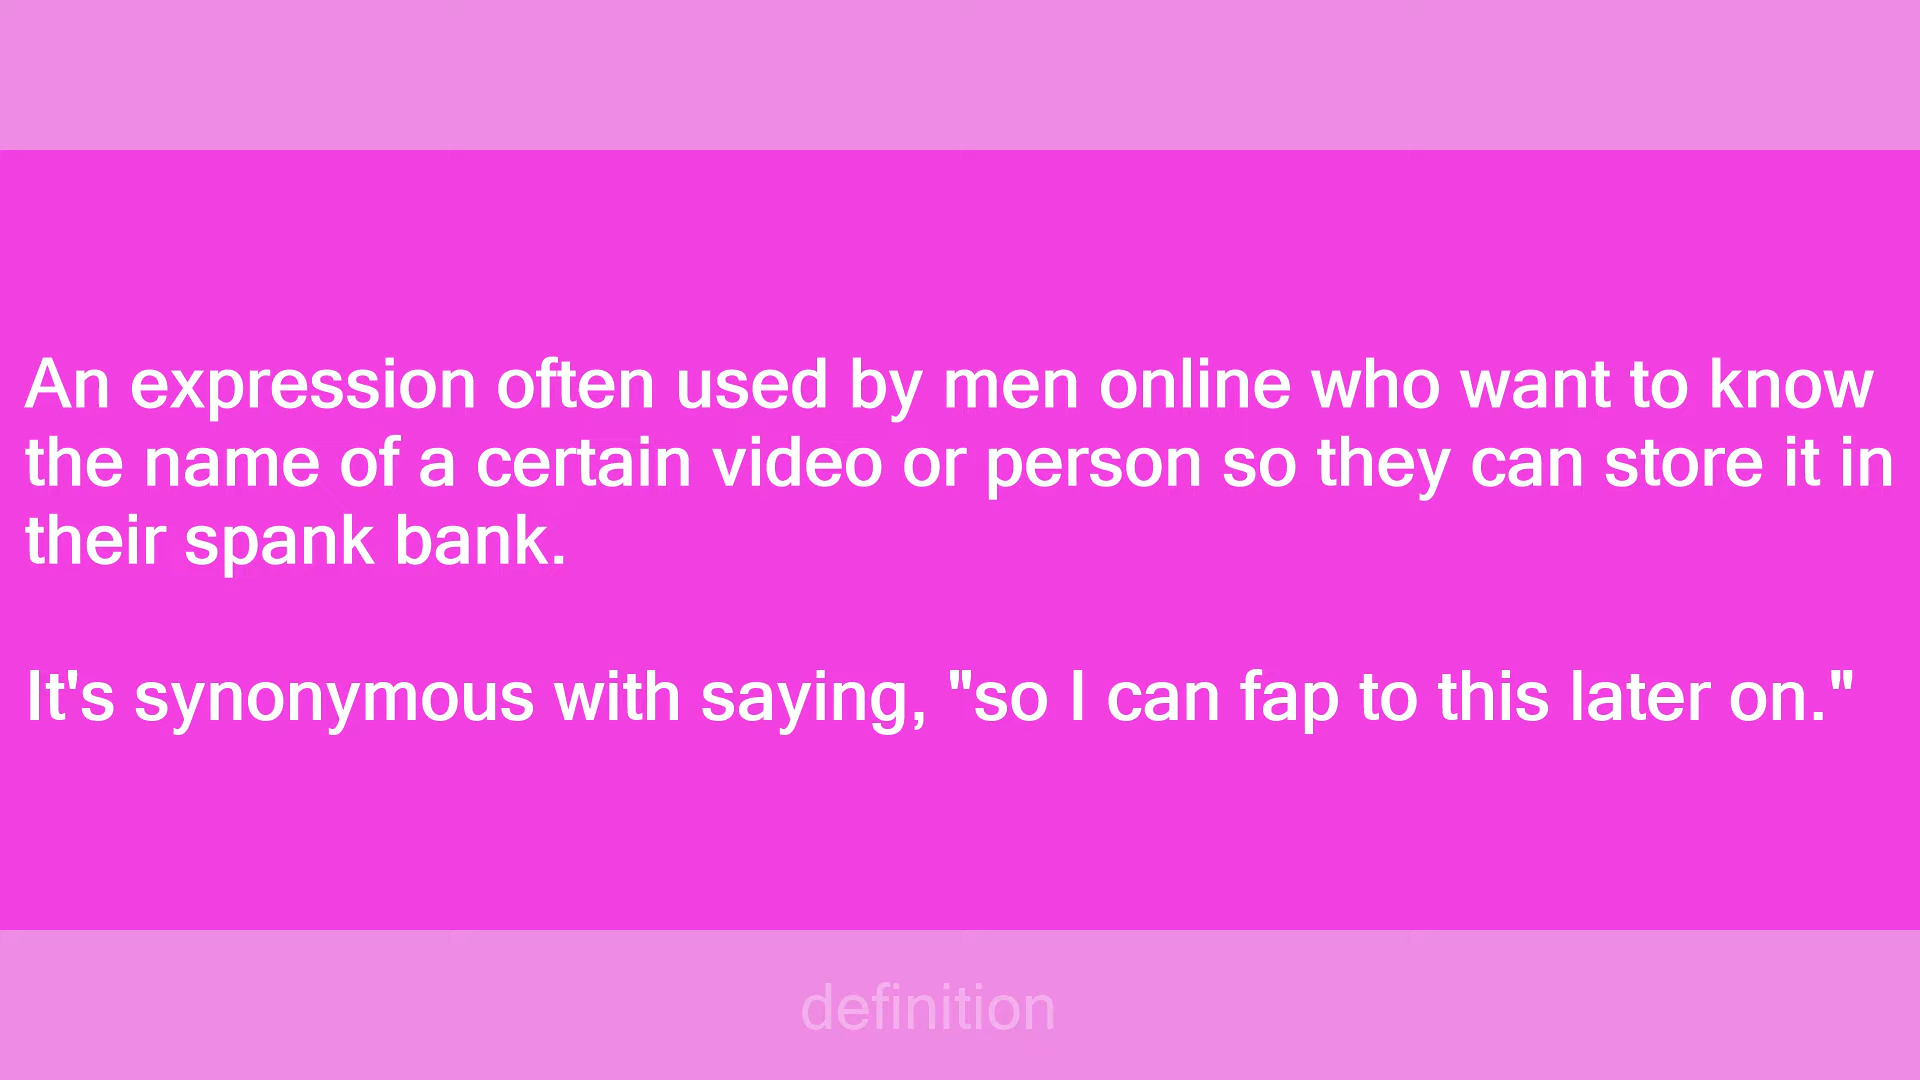 An expression often used by men online who want to know
the name of a certain video or person so they can store it in
their spank bank.
It's synonymous with saying, "so I can fap to this later on."
definition